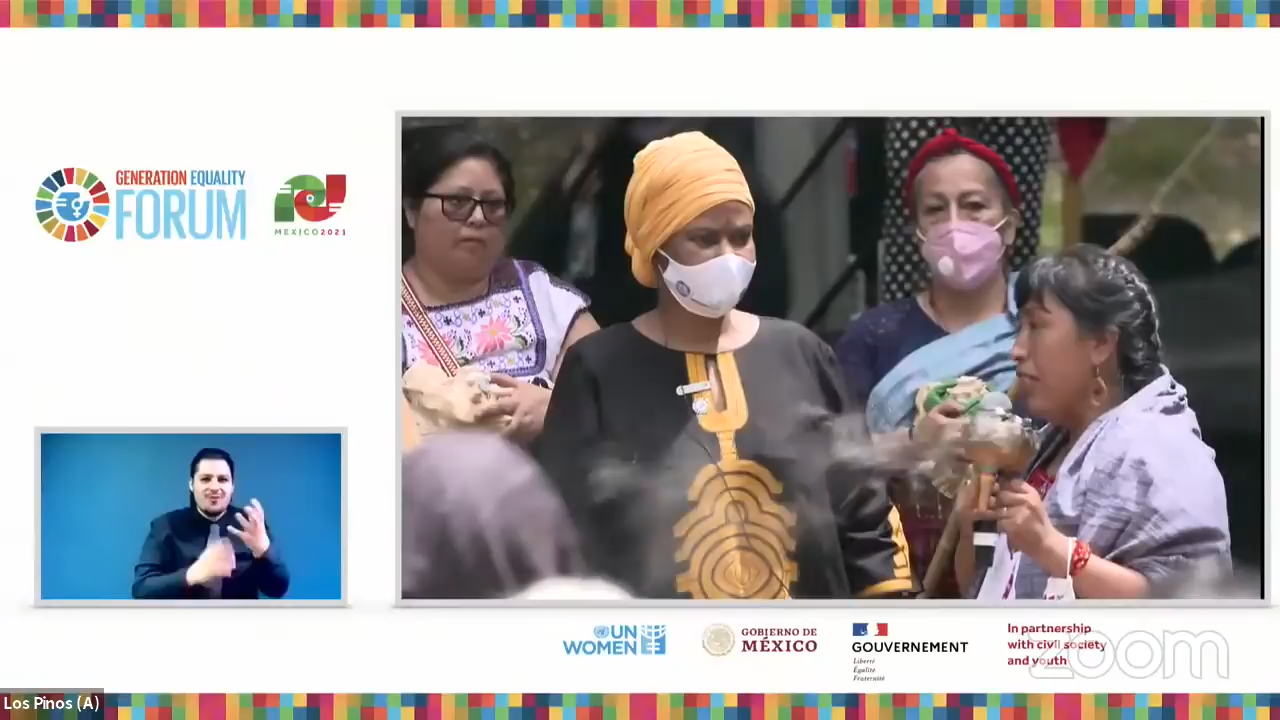 GENERATION EQUALITY
FORUM
MEXICO2021
UN
WOMEN
GOBIERNO DE
MÉXICO
GOUVERNEMENT
Liberté
Égalité
Fraternité
In partnership
with civil society
and youth
zoom
Los Pinos (A)